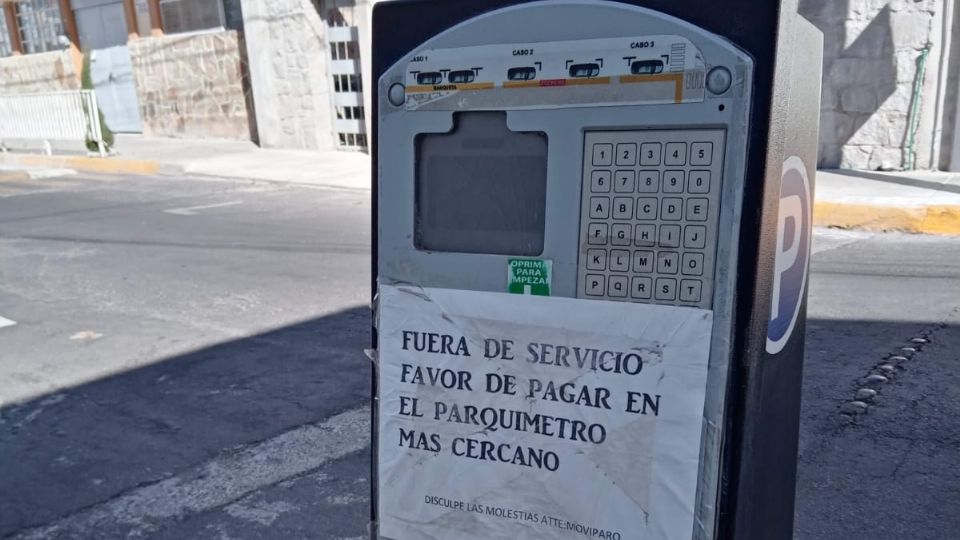 CASO 1
CASO 2
CASO 3
BANQUETA
1 2 3 4 5
6 7 8 9 0
A B C D E
F G H I J
K L M N O
P Q R S T
OPRIMA
PARA
EMPEZAR
P
FUERA DE SERVICIO
FAVOR DE PAGAR EN
EL PARQUIMETRO
MAS CERCANO
DISCULPE LAS MOLESTIAS ATTE:MOVIPARQ